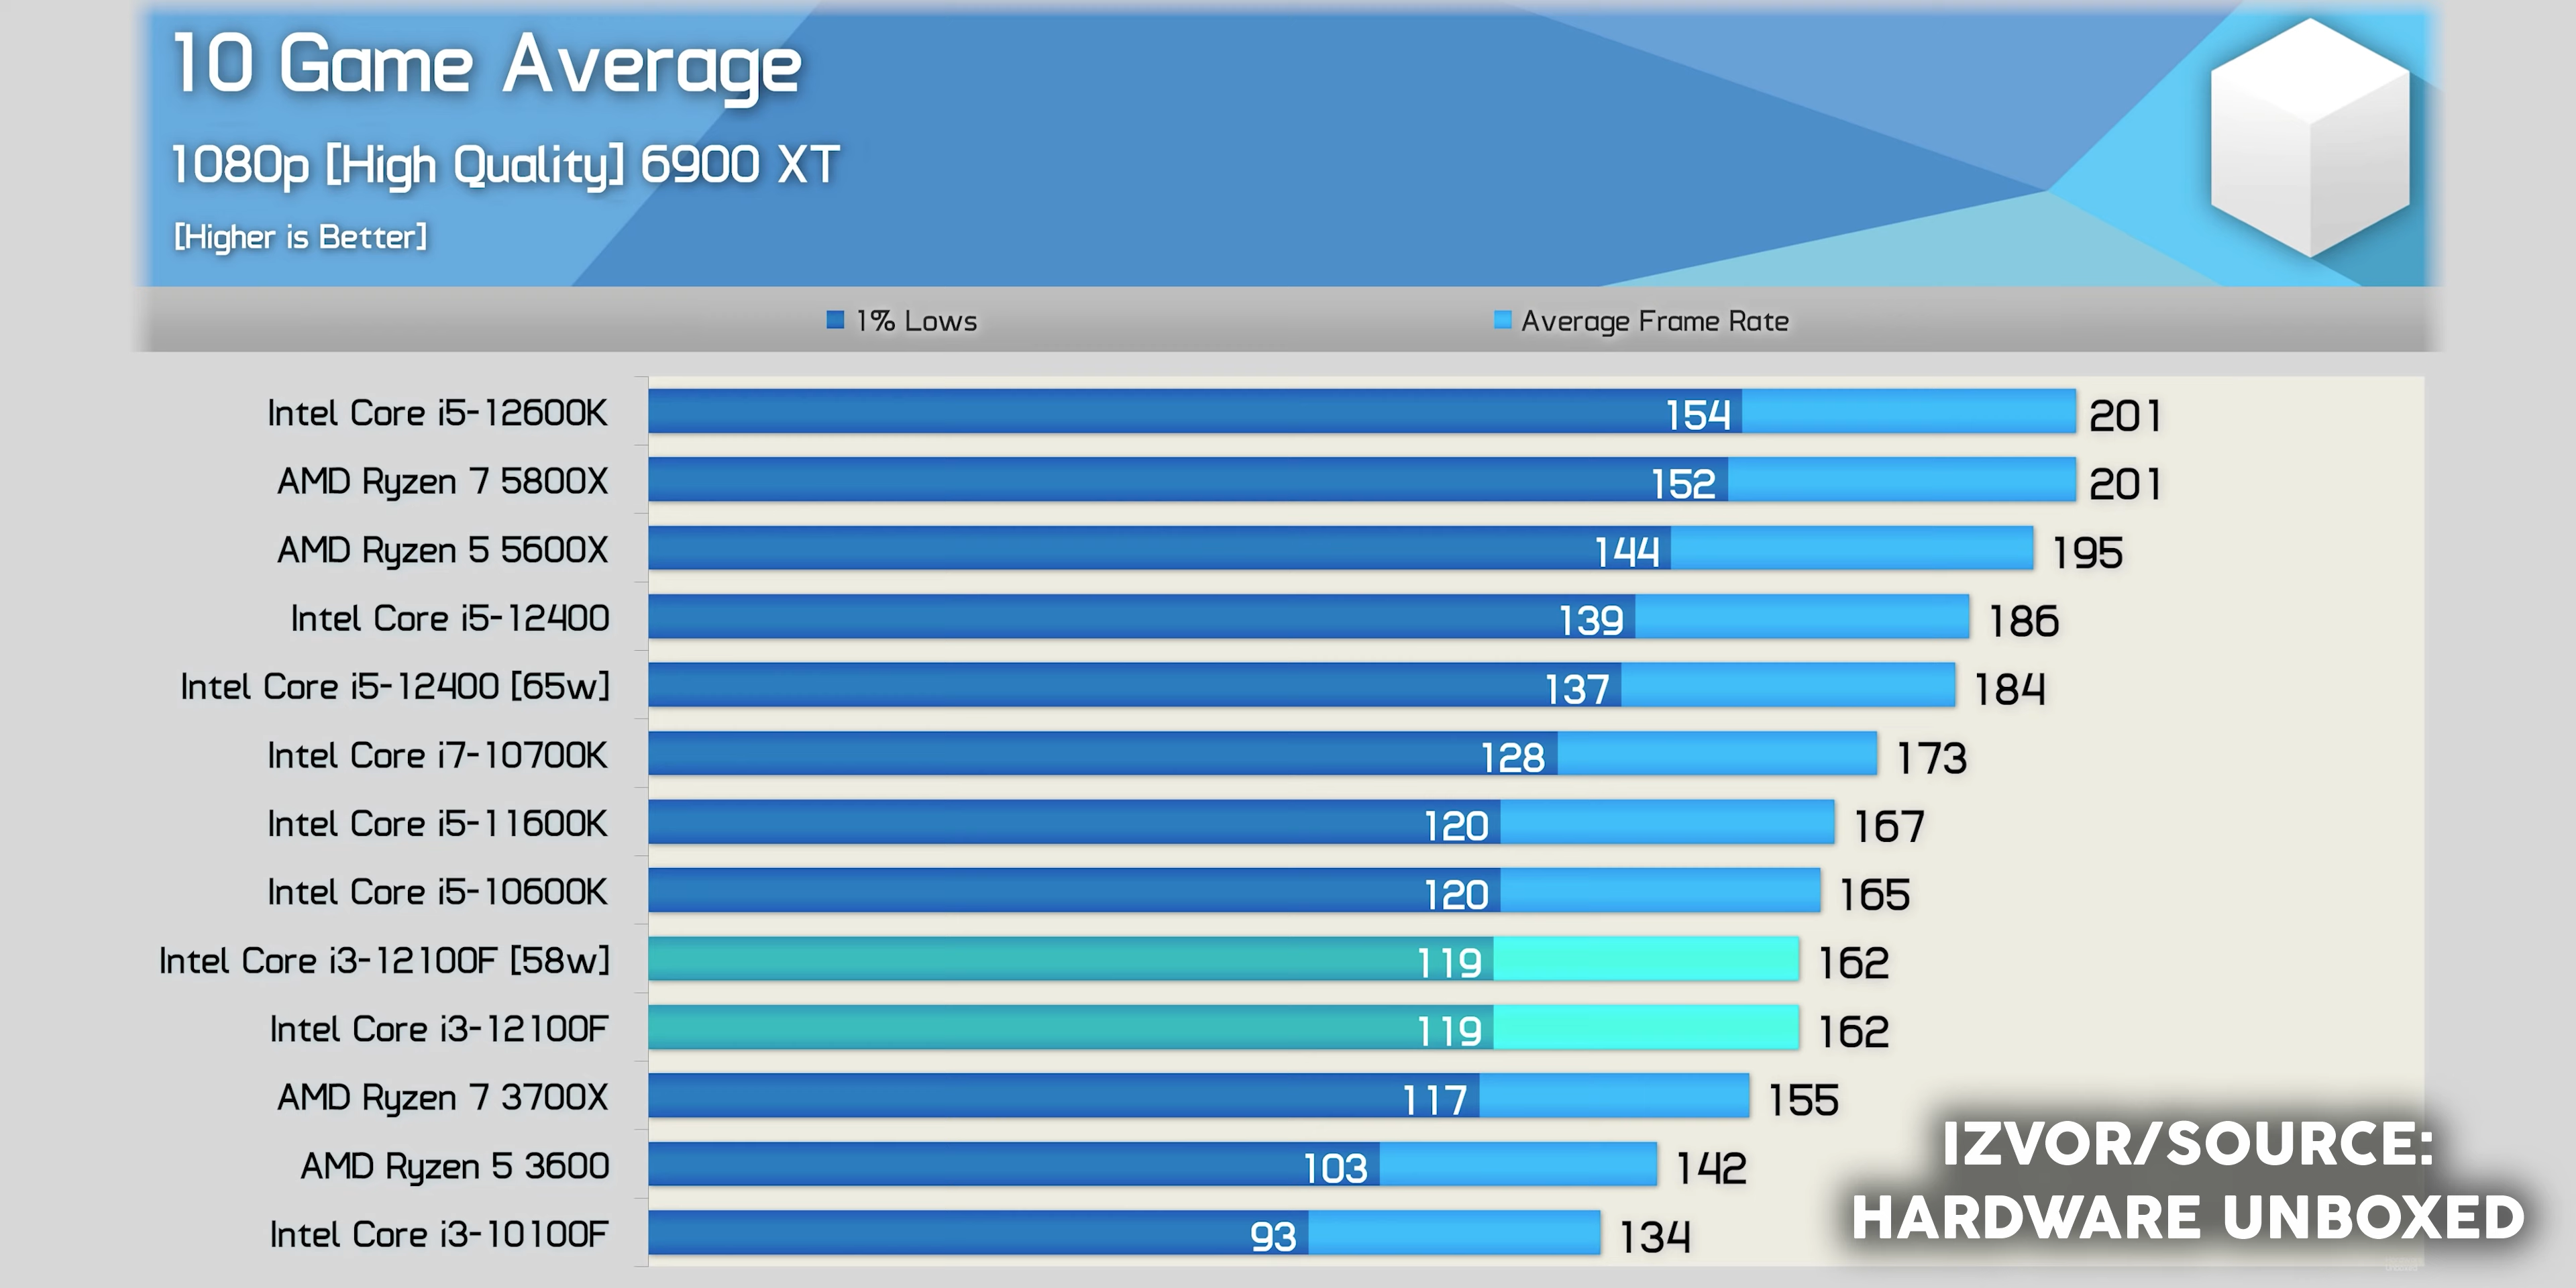 10 Game Average
1080p [High Quality] 6900 XT
[Higher is Better]
1% Lows
Average Frame Rate
Intel Core i5-12600K 154 201
AMD Ryzen 7 5800X 152 201
AMD Ryzen 5 5600X 144 195
Intel Core i5-12400 139 186
Intel Core i5-12400 [65w] 137 184
Intel Core i7-10700K 128 173
Intel Core i5-11600K 120 167
Intel Core i5-10600K 120 165
Intel Core i3-12100F [58w] 119 162
Intel Core i3-12100F 119 162
AMD Ryzen 7 3700X 117 155
AMD Ryzen 5 3600 103 142
Intel Core i3-10100F 93 134
IZVOR/SOURCE:
HARDWARE UNBOXED